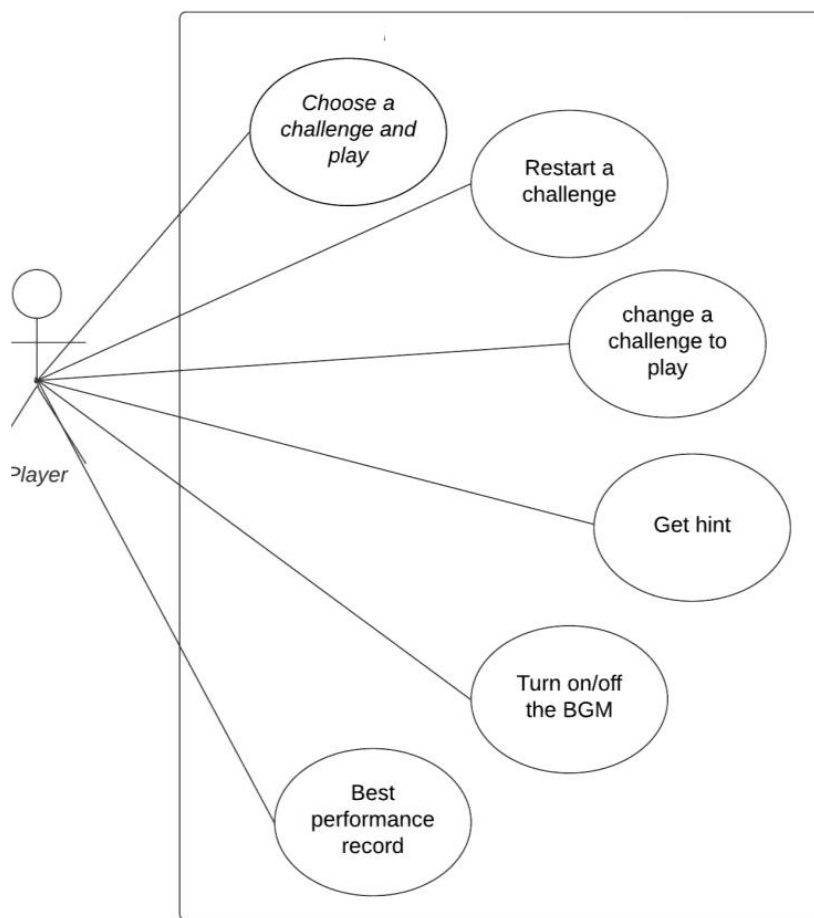 Choose a
challenge and
play
Restart a
challenge
change a
challenge to
play
Get hint
Player
Turn on/off
the BGM
Best
performance
record